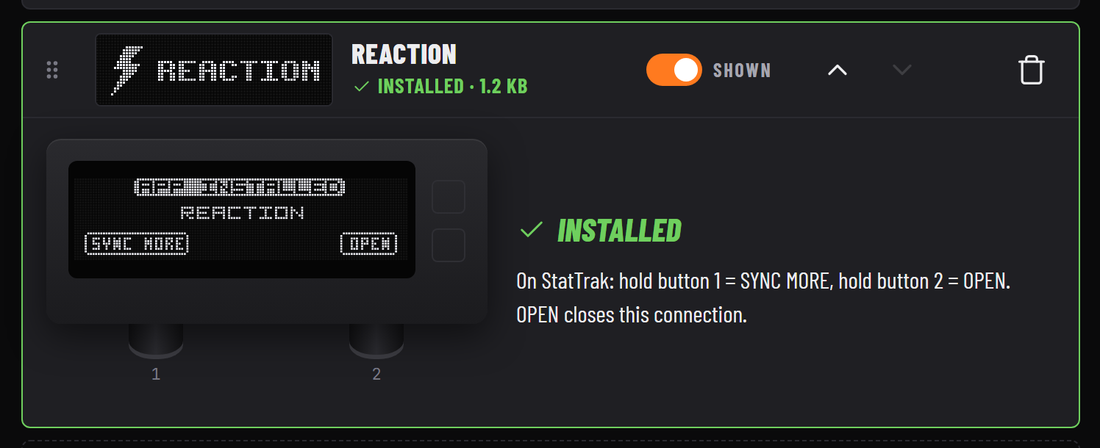 REACTION
REACTION
INSTALLED · 1.2 KB
SHOWN
APP INSTALLED
REACTION
SYNC MORE
OPEN
1
2
INSTALLED
On StatTrak: hold button 1 = SYNC MORE, hold button 2 = OPEN.
OPEN closes this connection.